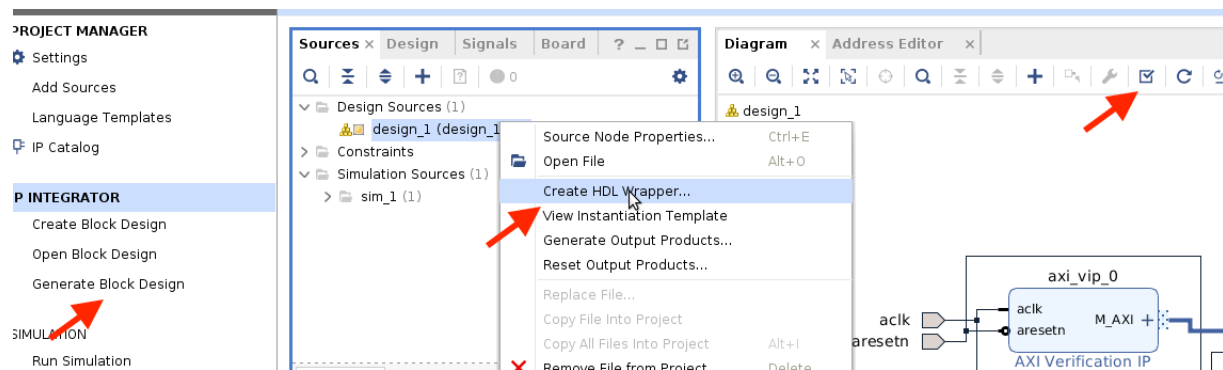 PROJECT MANAGER
Settings
Add Sources
Language Templates
IP Catalog
P INTEGRATOR
Create Block Design
Open Block Design
Generate Block Design
SIMULATION
Run Simulation
Sources × Design Signals Board ? _
0
Design Sources (1)
design_1 (design_1
Constraints
Simulation Sources (1)
sim_1 (1)
Source Node Properties... Ctrl+E
Open File Alt+O
Create HDL Wrapper...
View Instantiation Template
Generate Output Products...
Reset Output Products...
Replace File...
Copy File Into Project
Copy All Files Into Project Alt+I
Remove File from Project Delete
Diagram × Address Editor ×
design_1
axi_vip_0
aclk
aresetn
aclk
aresetn
M_AXI
AXI Verification IP